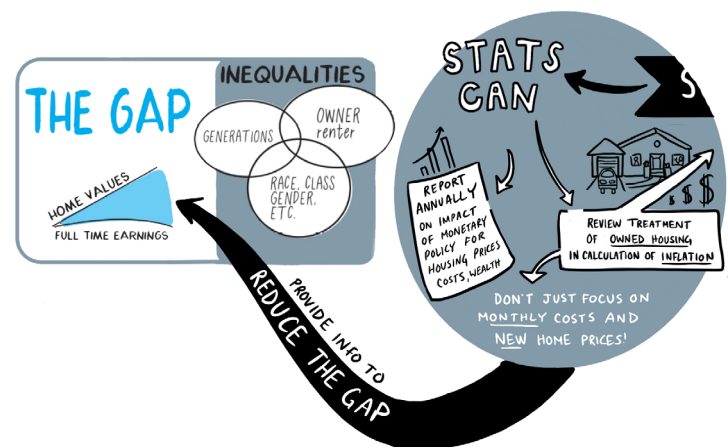 THE GAP
HOME VALUES
FULL TIME EARNINGS
INEQUALITIES
GENERATIONS
OWNER
renter
RACE, CLASS
GENDER,
ETC.
PROVIDE INFO TO
REDUCE THE GAP
STATS
CAN
S
REPORT
ANNUALLY
ON IMPACT
OF MONETARY
POLICY FOR
HOUSING PRICES
COSTS, WEALTH
$ $ $
REVIEW TREATMENT
OF OWNED HOUSING
IN CALCULATION OF INFLATION
DON'T JUST FOCUS ON
MONTHLY COSTS AND
NEW HOME PRICES!